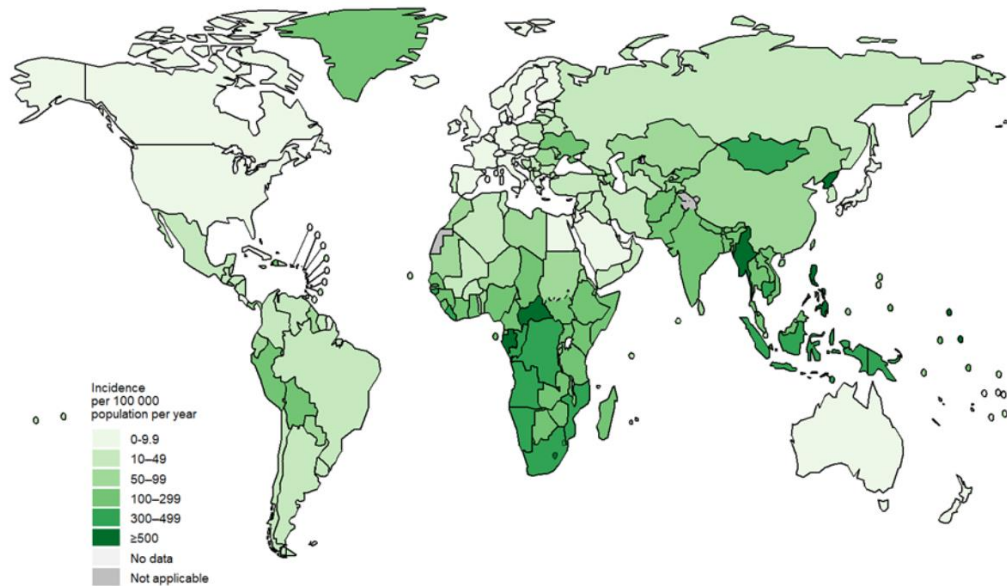 Incidence
per 100 000
population per year
0-9.9
10–49
50–99
100–299
300–499
≥500
No data
Not applicable